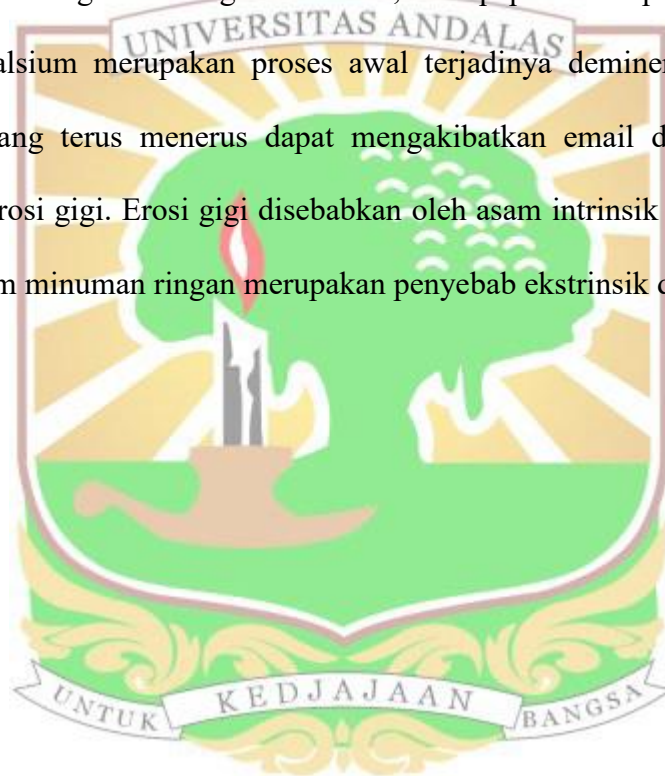 UNIVERSITAS ANDALAS
alsium merupakan proses awal terjadinya deminer
ang terus menerus dapat mengakibatkan email d
rosi gigi. Erosi gigi disebabkan oleh asam intrinsik
m minuman ringan merupakan penyebab ekstrinsik d
UNTUK KEDJAJAAN BANGSA